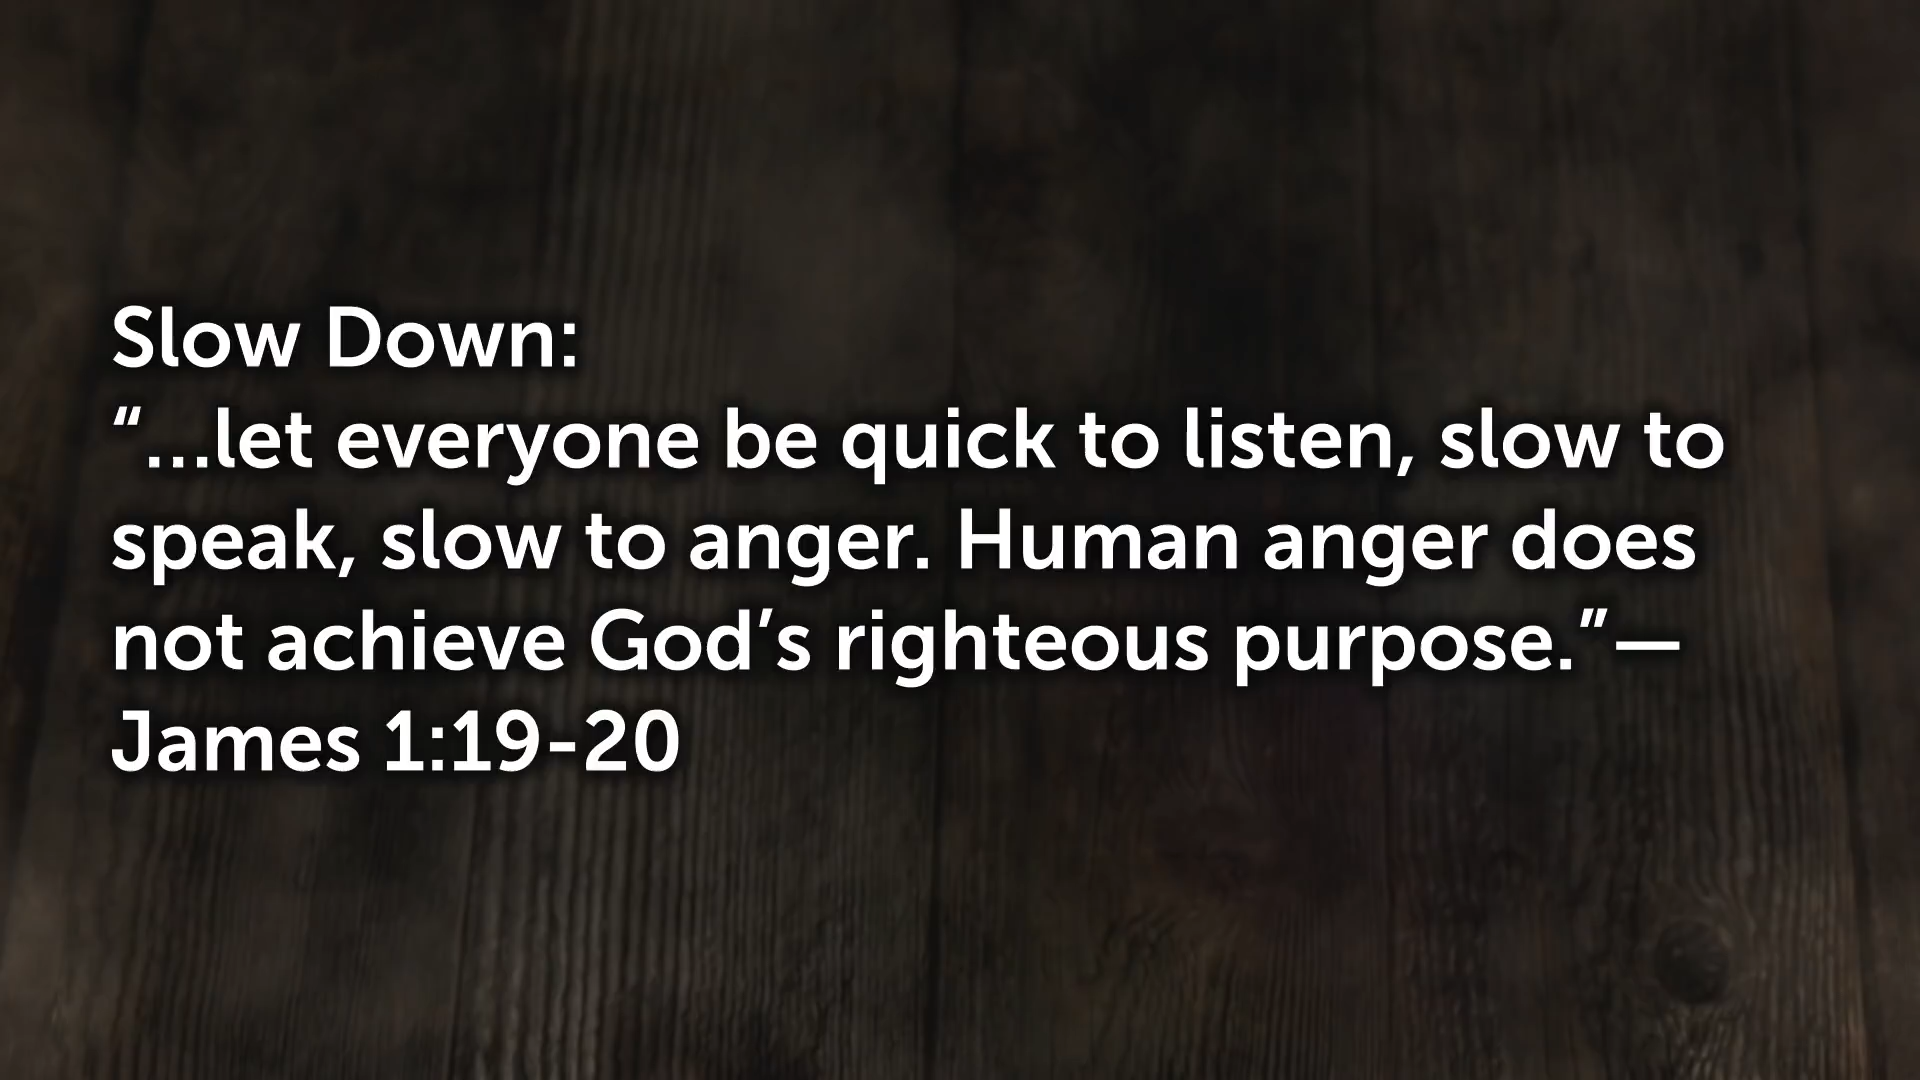 Slow Down:
“…let everyone be quick to listen, slow to
speak, slow to anger. Human anger does
not achieve God’s righteous purpose.”—
James 1:19-20